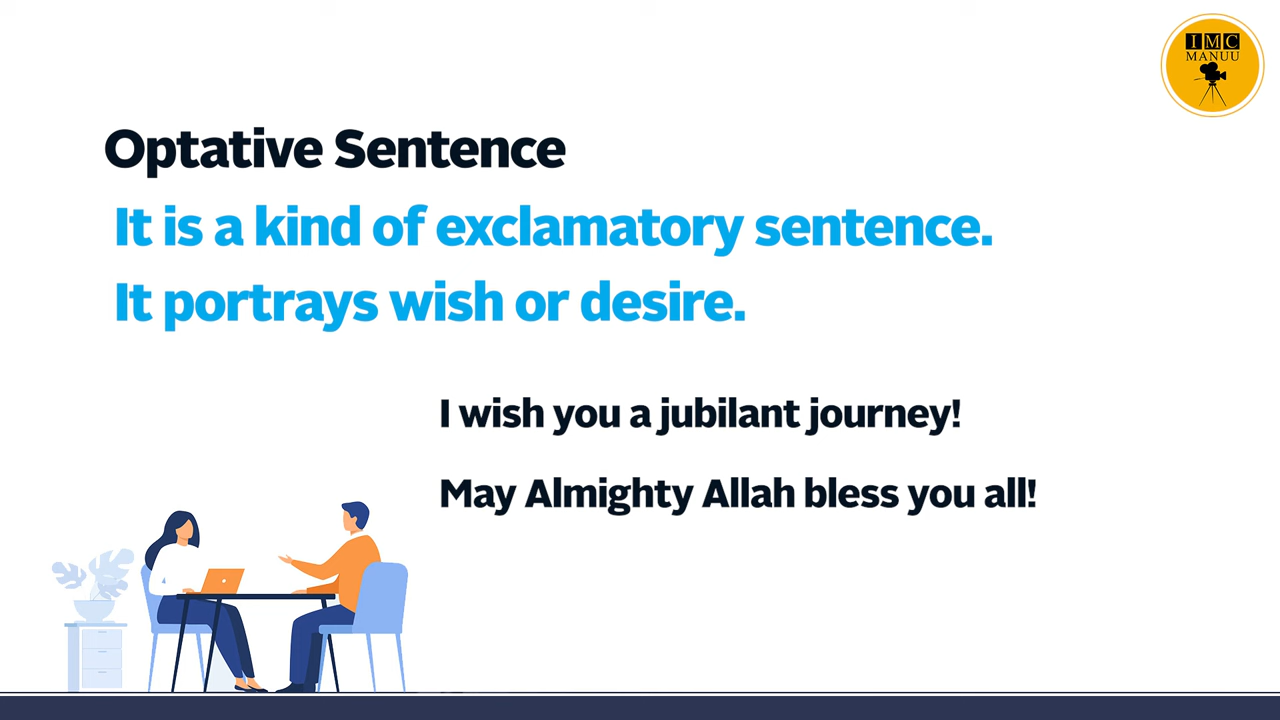 IMC
MANUU
Optative Sentence
It is a kind of exclamatory sentence.
It portrays wish or desire.
I wish you a jubilant journey!
May Almighty Allah bless you all!